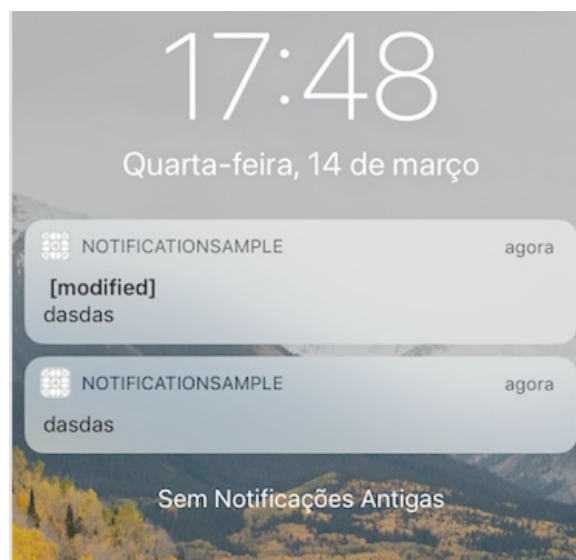 17:48
Quarta-feira, 14 de março
NOTIFICATIONSAMPLE agora
[modified]
dasdas
NOTIFICATIONSAMPLE agora
dasdas
Sem Notificações Antigas